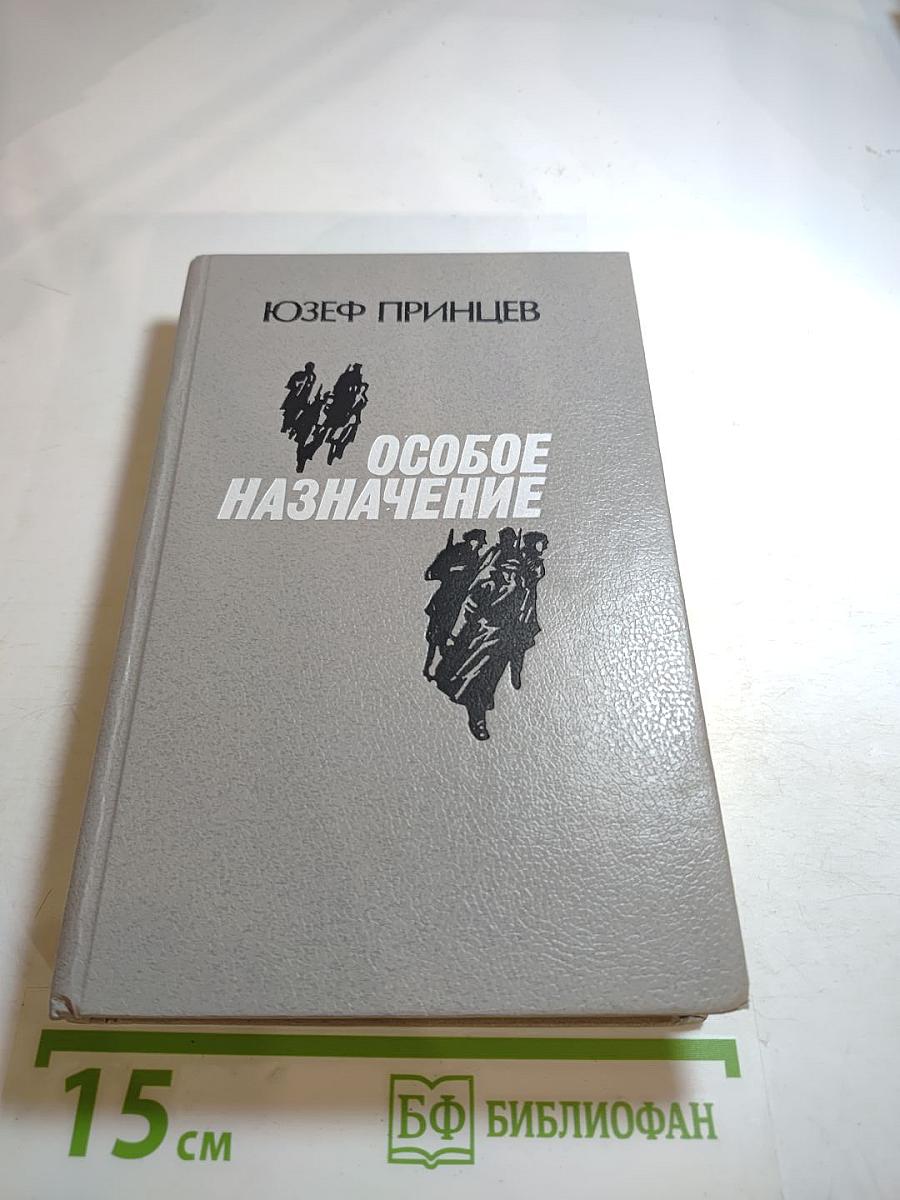 ЮЗЕФ ПРИНЦЕВ
ОСОБОЕ
НАЗНАЧЕНИЕ
15 см
БФ БИБЛИОФАН